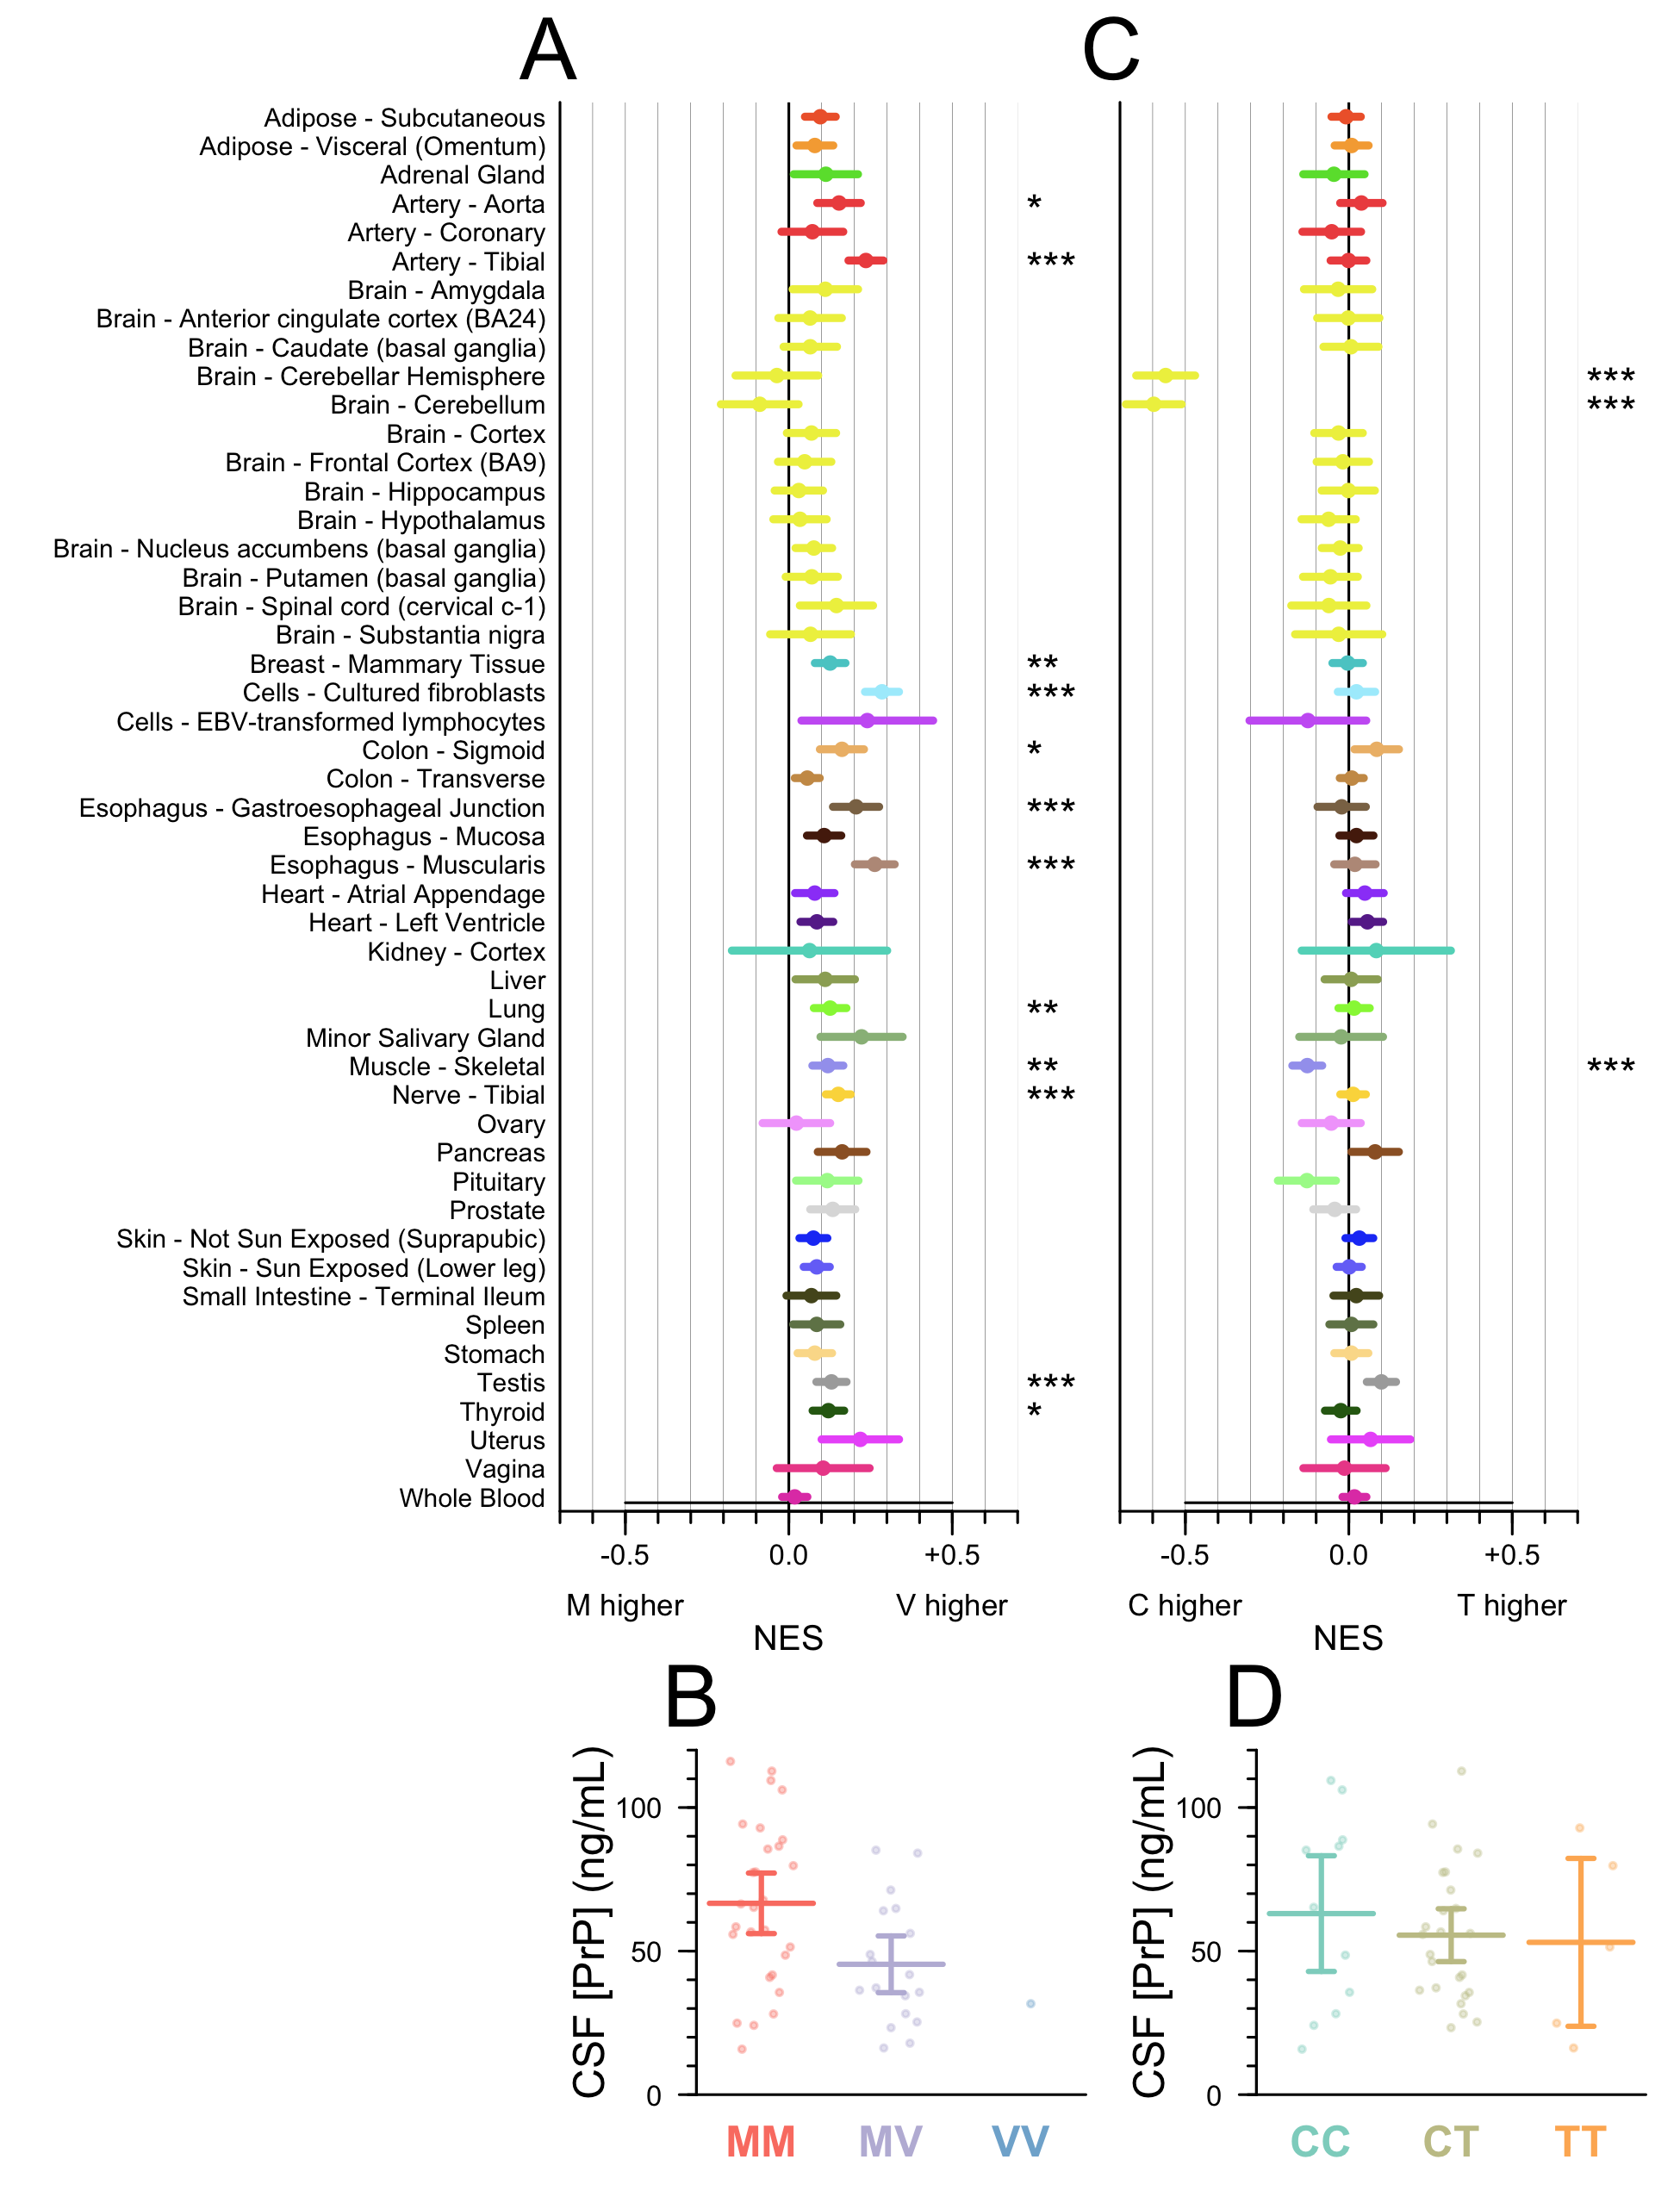 A
C
Adipose - Subcutaneous
Adipose - Visceral (Omentum)
Adrenal Gland
Artery - Aorta *
Artery - Coronary
Artery - Tibial ***
Brain - Amygdala
Brain - Anterior cingulate cortex (BA24)
Brain - Caudate (basal ganglia)
Brain - Cerebellar Hemisphere ***
Brain - Cerebellum ***
Brain - Cortex
Brain - Frontal Cortex (BA9)
Brain - Hippocampus
Brain - Hypothalamus
Brain - Nucleus accumbens (basal ganglia)
Brain - Putamen (basal ganglia)
Brain - Spinal cord (cervical c-1)
Brain - Substantia nigra
Breast - Mammary Tissue **
Cells - Cultured fibroblasts ***
Cells - EBV-transformed lymphocytes
Colon - Sigmoid *
Colon - Transverse
Esophagus - Gastroesophageal Junction ***
Esophagus - Mucosa
Esophagus - Muscularis ***
Heart - Atrial Appendage
Heart - Left Ventricle
Kidney - Cortex
Liver
Lung **
Minor Salivary Gland
Muscle - Skeletal ** ***
Nerve - Tibial ***
Ovary
Pancreas
Pituitary
Prostate
Skin - Not Sun Exposed (Suprapubic)
Skin - Sun Exposed (Lower leg)
Small Intestine - Terminal Ileum
Spleen
Stomach
Testis ***
Thyroid *
Uterus
Vagina
Whole Blood
-0.5 0.0 +0.5
M higher V higher
NES
-0.5 0.0 +0.5
C higher T higher
NES
B
CSF [PrP] (ng/mL)
100
50
0
MM MV VV
D
CSF [PrP] (ng/mL)
100
50
0
CC CT TT